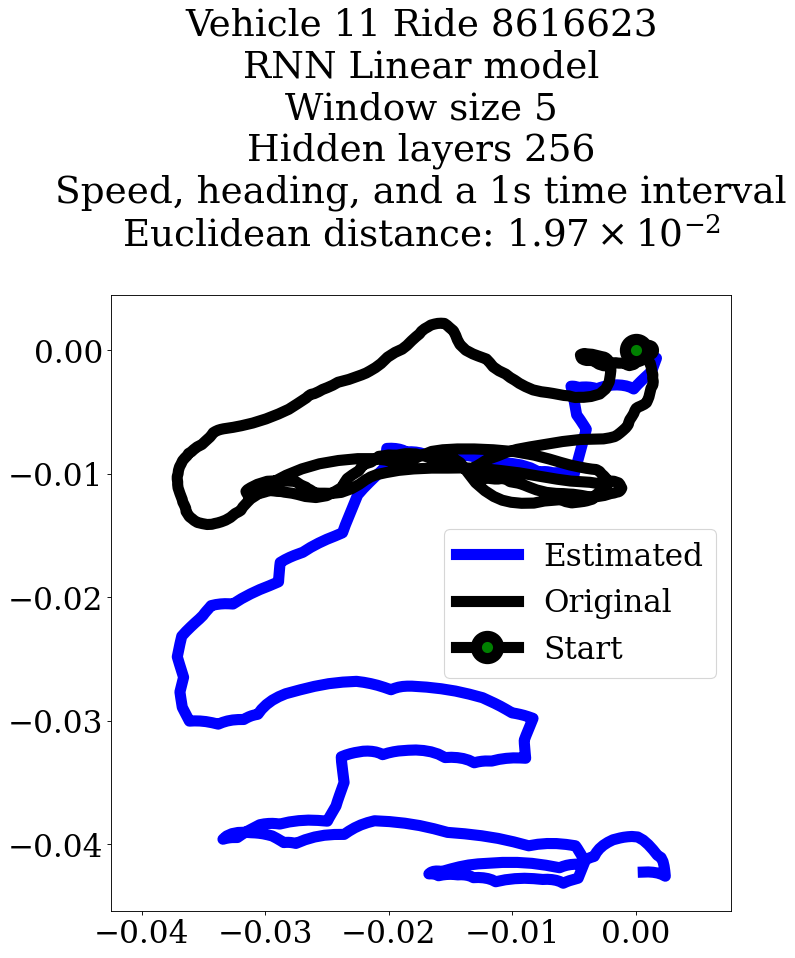 Vehicle 11 Ride 8616623
RNN Linear model
Window size 5
Hidden layers 256
Speed, heading, and a 1s time interval
Euclidean distance: 1.97 × 10⁻²
0.00
−0.01
−0.02
−0.03
−0.04
Estimated
Original
Start
−0.04 −0.03 −0.02 −0.01 0.00